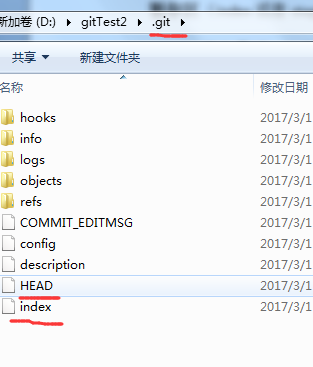 新加卷 (D:) ▸ gitTest2 ▸ .git ▸
共享 ▾ 新建文件夹
名称 修改日期
hooks 2017/3/1
info 2017/3/1
logs 2017/3/1
objects 2017/3/1
refs 2017/3/1
COMMIT_EDITMSG 2017/3/1
config 2017/3/1
description 2017/3/1
HEAD 2017/3/1
index 2017/3/1